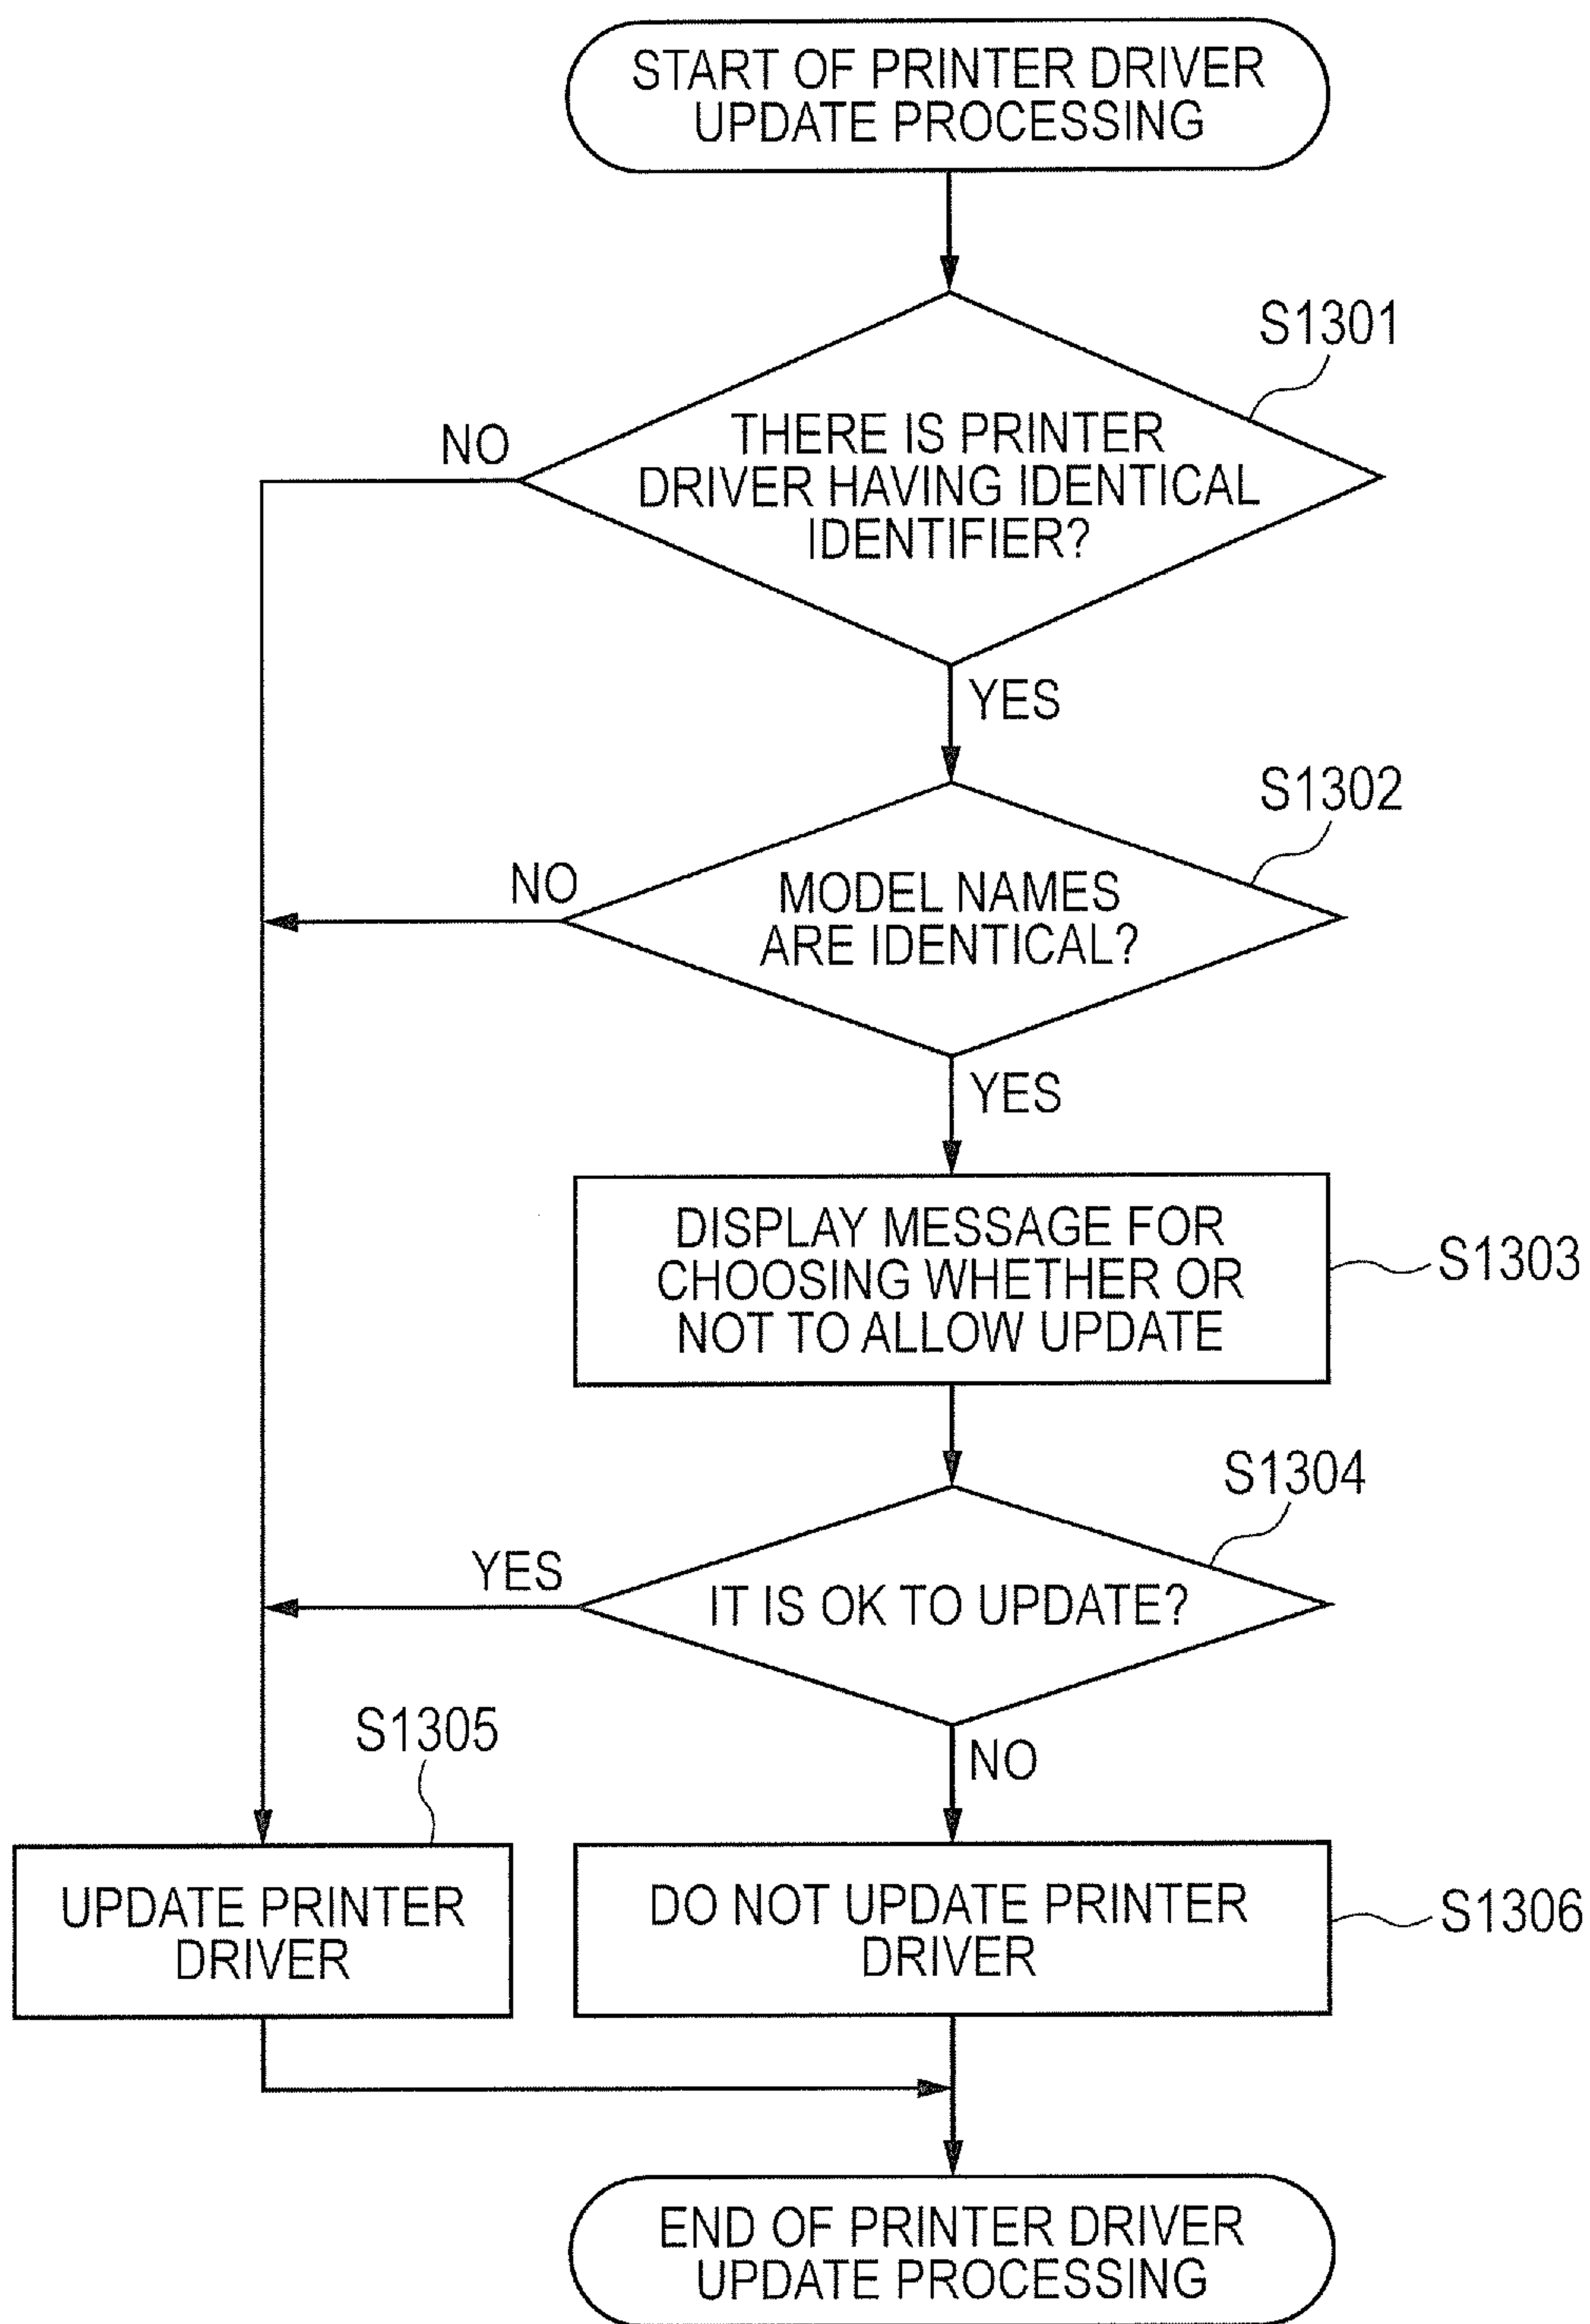 START OF PRINTER DRIVER
UPDATE PROCESSING
S1301
NO
THERE IS PRINTER
DRIVER HAVING IDENTICAL
IDENTIFIER?
YES
S1302
NO
MODEL NAMES
ARE IDENTICAL?
YES
DISPLAY MESSAGE FOR
CHOOSING WHETHER OR
NOT TO ALLOW UPDATE
S1303
S1304
YES
IT IS OK TO UPDATE?
S1305
NO
UPDATE PRINTER
DRIVER
DO NOT UPDATE PRINTER
DRIVER
S1306
END OF PRINTER DRIVER
UPDATE PROCESSING